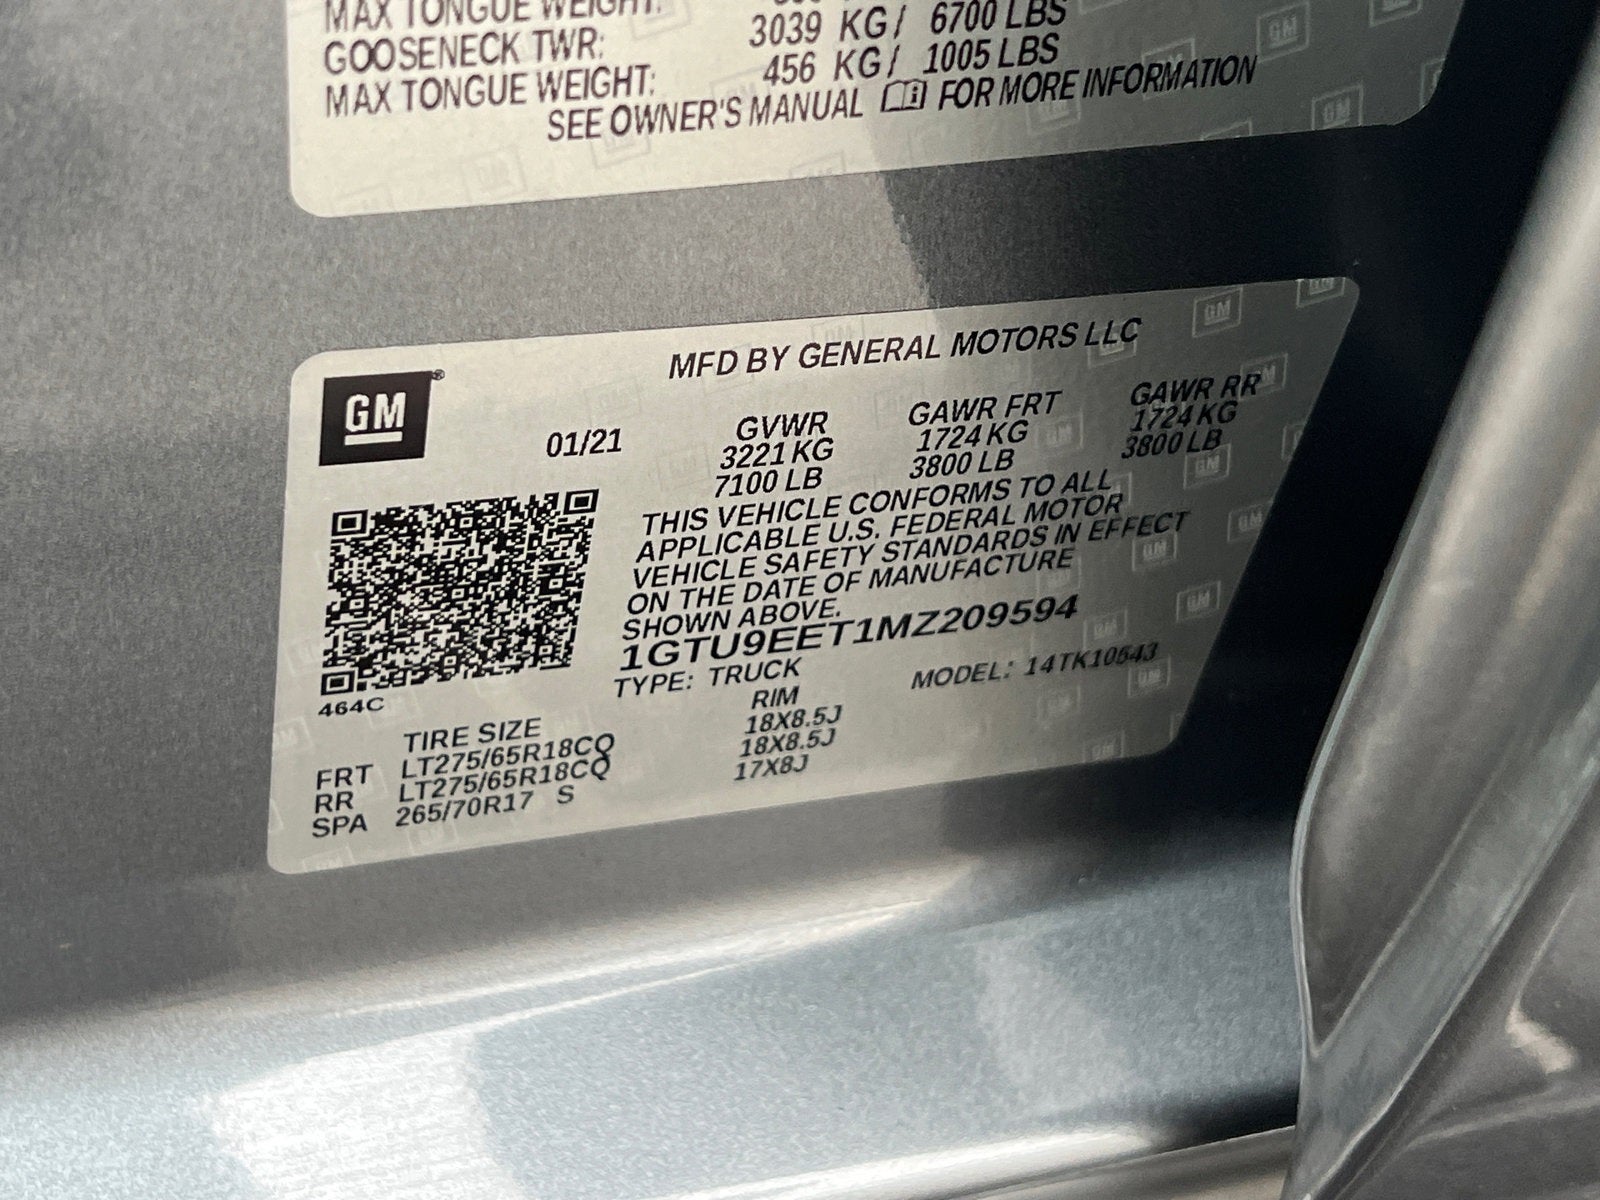 MAX TONGUE WEIGHT:
GOOSENECK TWR: 3039 KG/ 6700 LBS
MAX TONGUE WEIGHT: 456 KG/ 1005 LBS
SEE OWNER'S MANUAL FOR MORE INFORMATION
MFD BY GENERAL MOTORS LLC
GM®
01/21
GVWR GAWR FRT GAWR RR
3221 KG 1724 KG 1724 KG
7100 LB 3800 LB 3800 LB
THIS VEHICLE CONFORMS TO ALL
APPLICABLE U.S. FEDERAL MOTOR
VEHICLE SAFETY STANDARDS IN EFFECT
ON THE DATE OF MANUFACTURE
SHOWN ABOVE.
1GTU9EET1MZ209594
TYPE: TRUCK MODEL: 14TK10543
464C
TIRE SIZE RIM
FRT LT275/65R18CQ 18X8.5J
RR LT275/65R18CQ 18X8.5J
SPA 265/70R17 S 17X8J